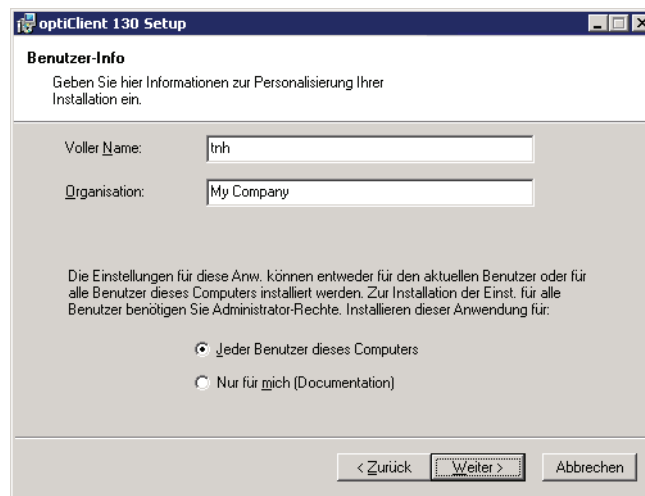 optiClient 130 Setup
Benutzer-Info
Geben Sie hier Informationen zur Personalisierung Ihrer
Installation ein.
Voller Name:
tnh
Organisation:
My Company
Die Einstellungen für diese Anw. können entweder für den aktuellen Benutzer oder für
alle Benutzer dieses Computers installiert werden. Zur Installation der Einst. für alle
Benutzer benötigen Sie Administrator-Rechte. Installieren dieser Anwendung für:
Jeder Benutzer dieses Computers
Nur für mich (Documentation)
< Zurück
Weiter >
Abbrechen